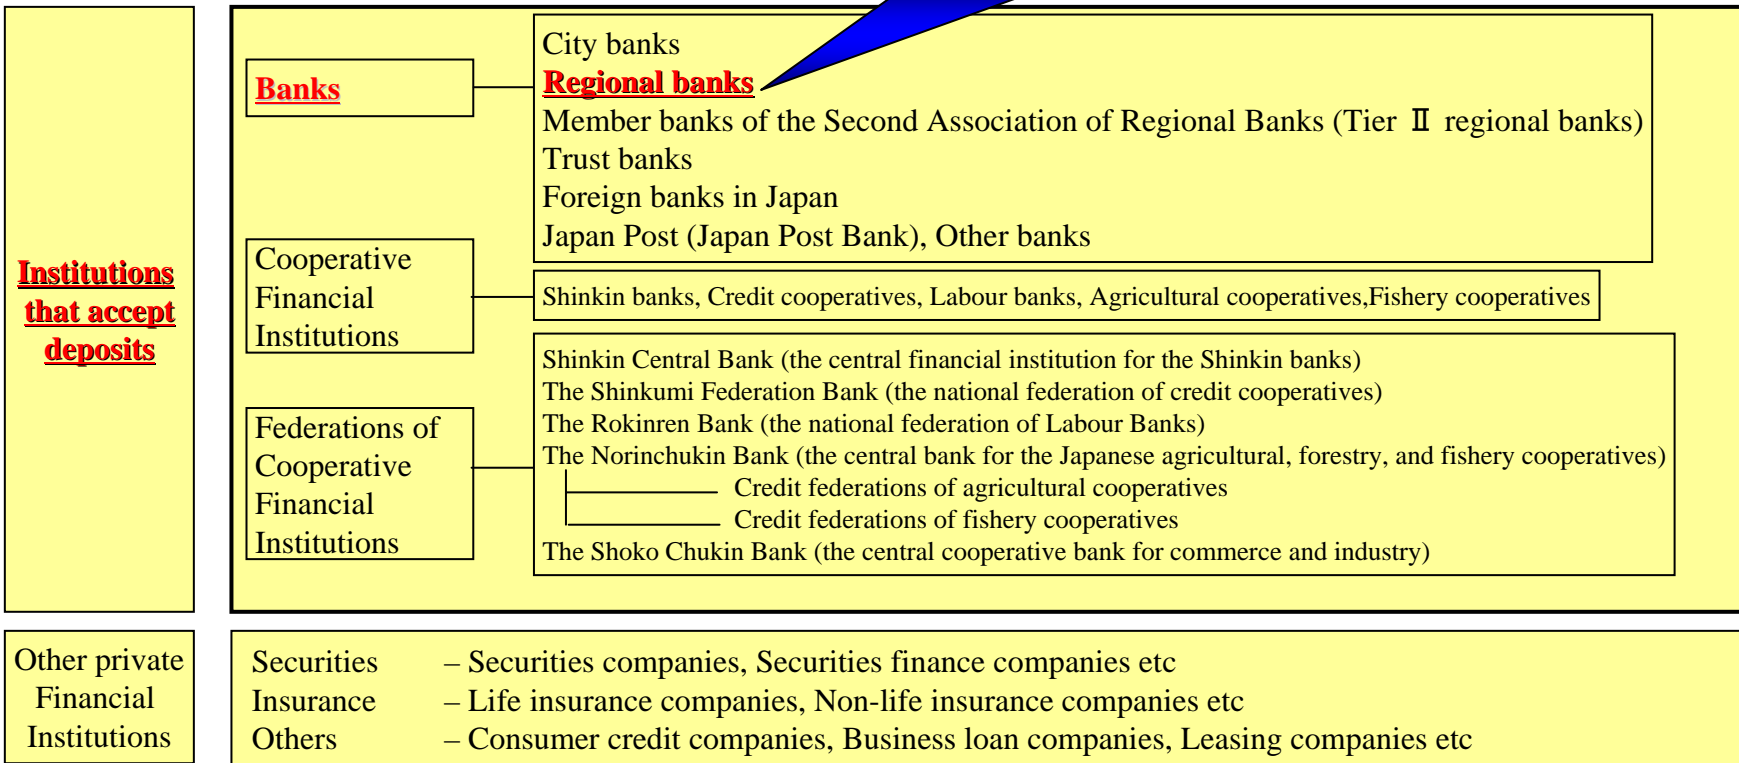 Institutions
that accept
deposits
Banks
City banks
Regional banks
Member banks of the Second Association of Regional Banks (Tier Ⅱ regional banks)
Trust banks
Foreign banks in Japan
Japan Post (Japan Post Bank), Other banks
Cooperative
Financial
Institutions
Shinkin banks, Credit cooperatives, Labour banks, Agricultural cooperatives,Fishery cooperatives
Federations of
Cooperative
Financial
Institutions
Shinkin Central Bank (the central financial institution for the Shinkin banks)
The Shinkumi Federation Bank (the national federation of credit cooperatives)
The Rokinren Bank (the national federation of Labour Banks)
The Norinchukin Bank (the central bank for the Japanese agricultural, forestry, and fishery cooperatives)
Credit federations of agricultural cooperatives
Credit federations of fishery cooperatives
The Shoko Chukin Bank (the central cooperative bank for commerce and industry)
Other private
Financial
Institutions
Securities – Securities companies, Securities finance companies etc
Insurance – Life insurance companies, Non-life insurance companies etc
Others – Consumer credit companies, Business loan companies, Leasing companies etc